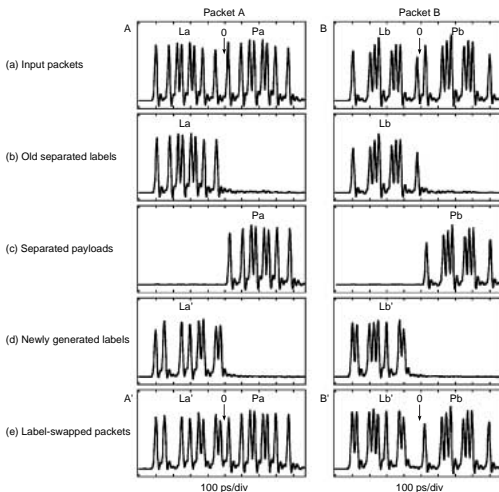 Packet A
Packet B
A
La
0
Pa
B
Lb
0
Pb
(a) Input packets
La
Lb
(b) Old separated labels
Pa
Pb
(c) Separated payloads
La'
Lb'
(d) Newly generated labels
A'
La'
0
Pa
B'
Lb'
0
Pb
(e) Label-swapped packets
100 ps/div
100 ps/div